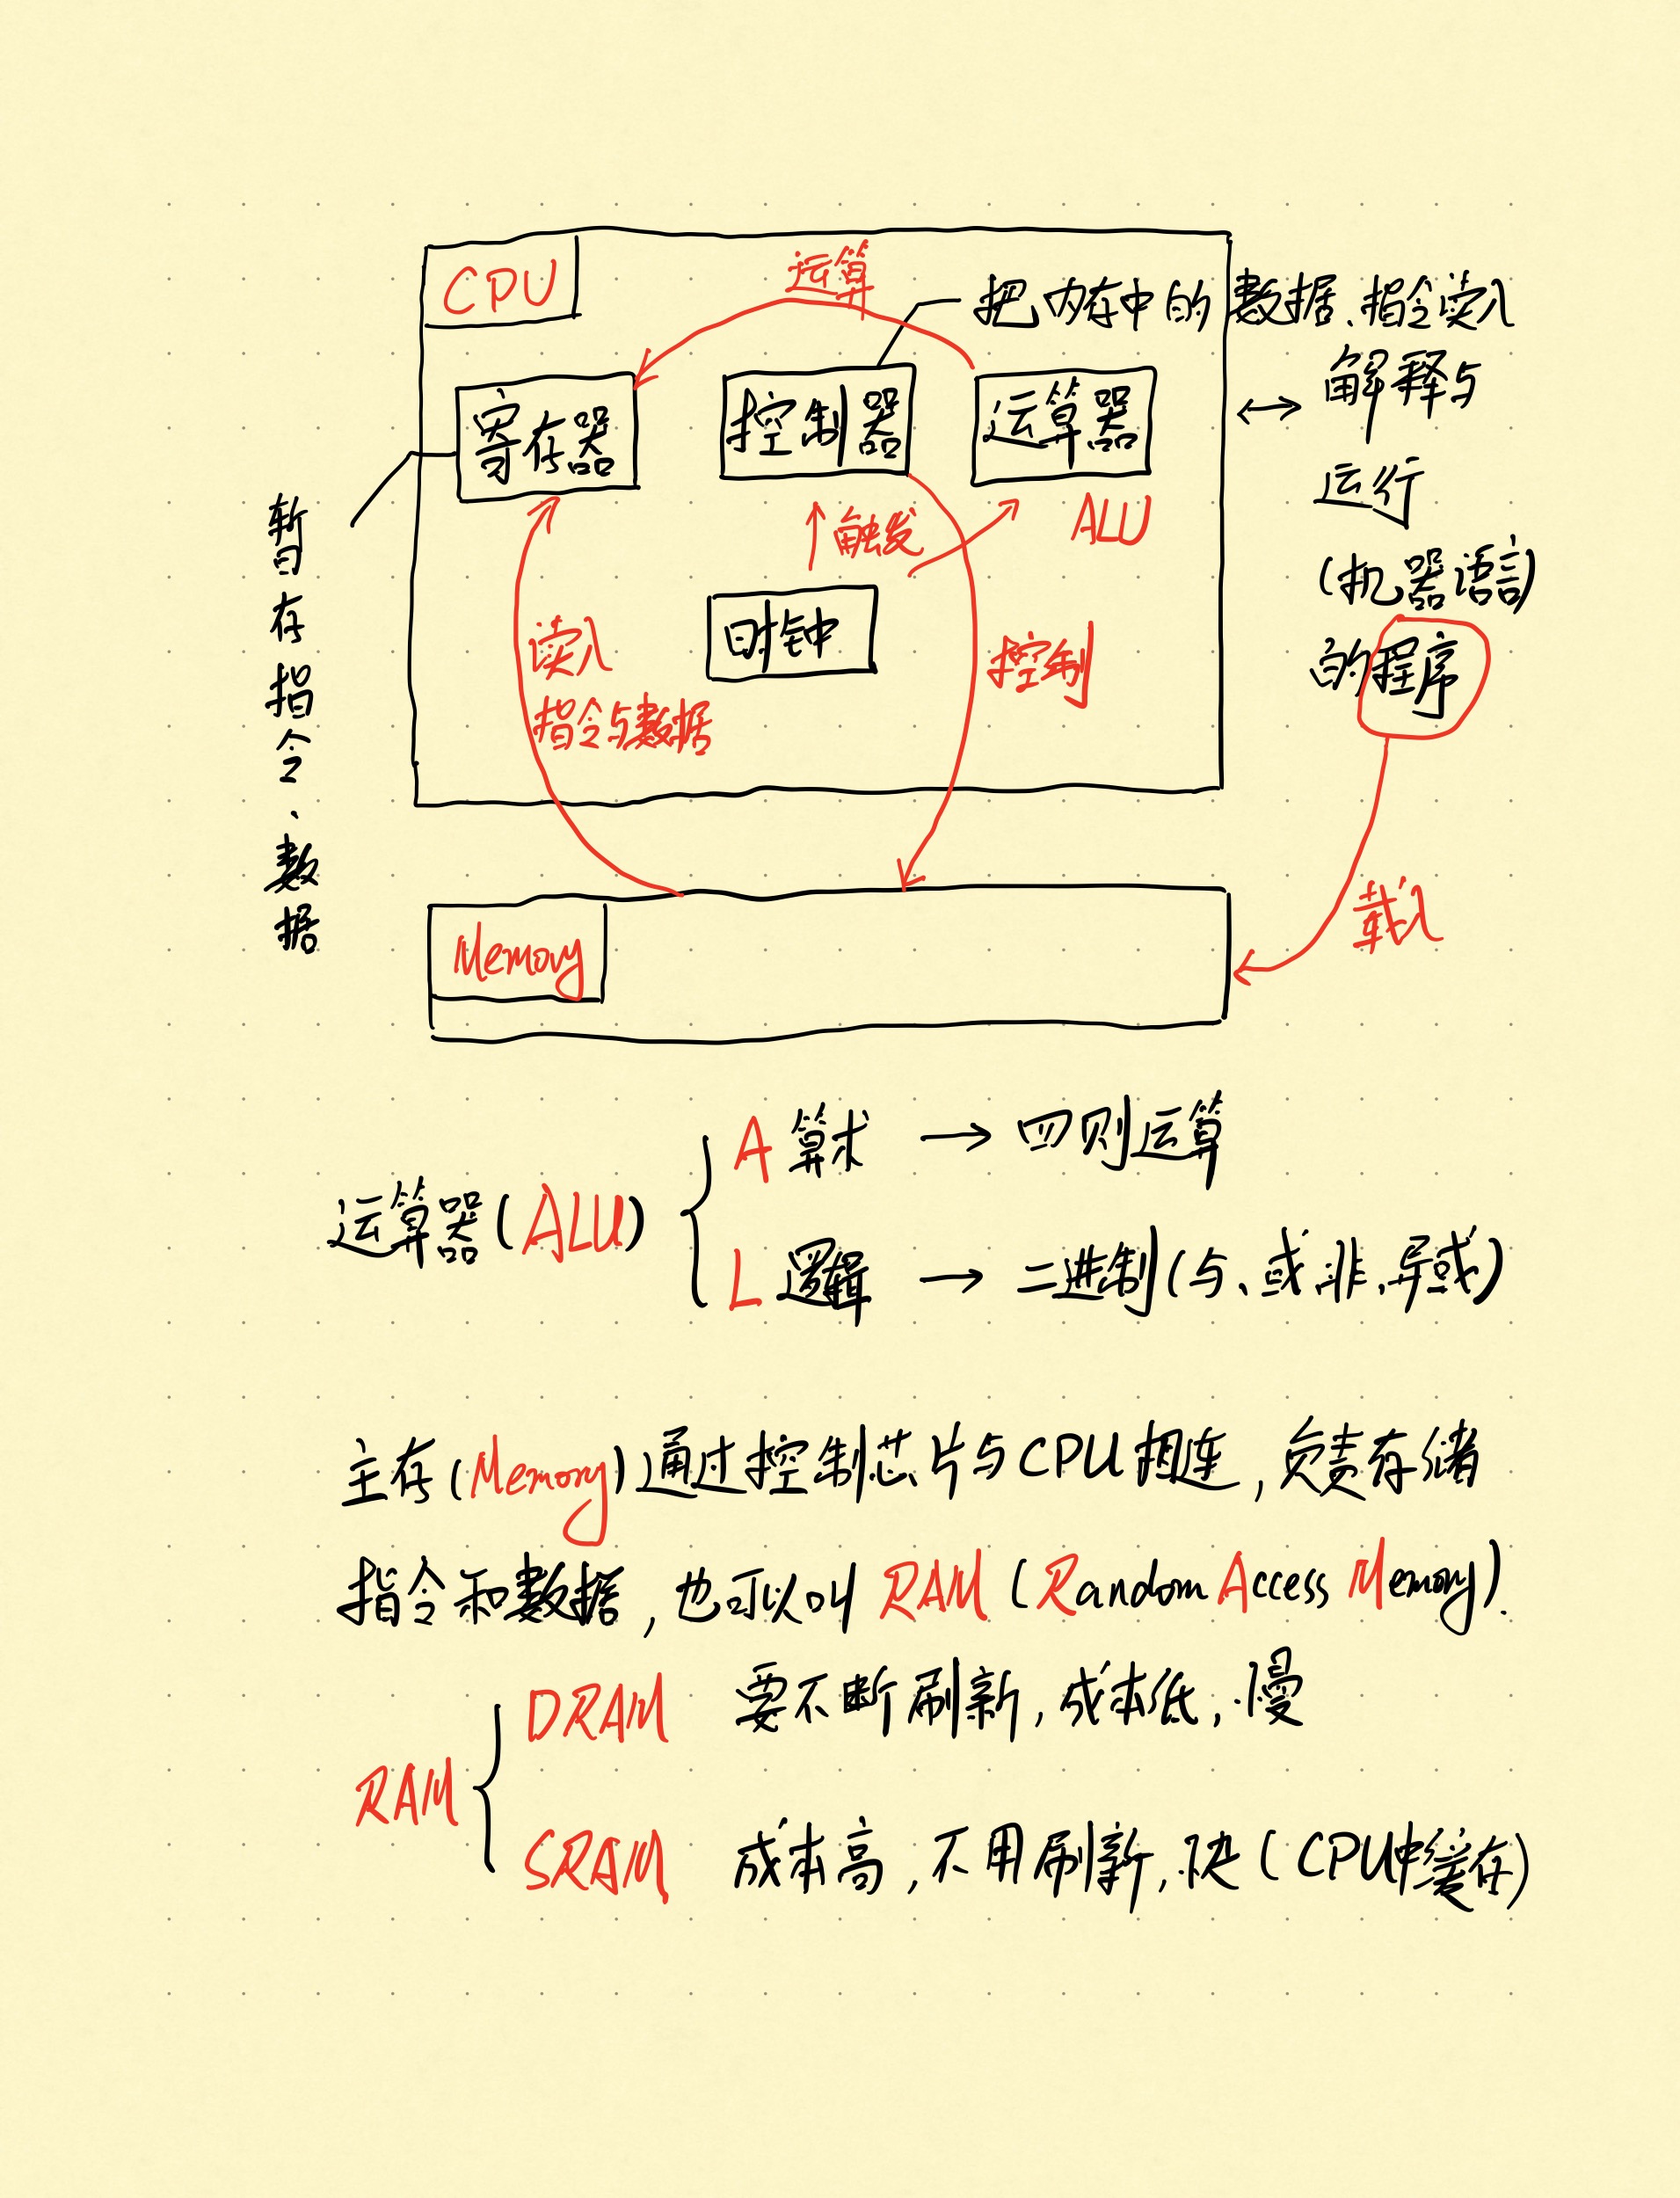 CPU
运算
把内存中的数据、指令读入
寄存器
控制器
运算器
解释与
运行
(机器语言)
的程序
触发
ALU
时钟
读入
指令与数据
控制
暂存指令、数据
载入
Memory
A 算术 → 四则运算
运算器(ALU)
L 逻辑 → 二进制(与、或、非、异或)
主存(Memory)通过控制芯片与CPU相连,负责存储
指令和数据,也可以叫 RAM (Random Access Memory).
DRAM 要不断刷新,成本低,慢
RAM
SRAM 成本高,不用刷新,快(CPU中缓存)